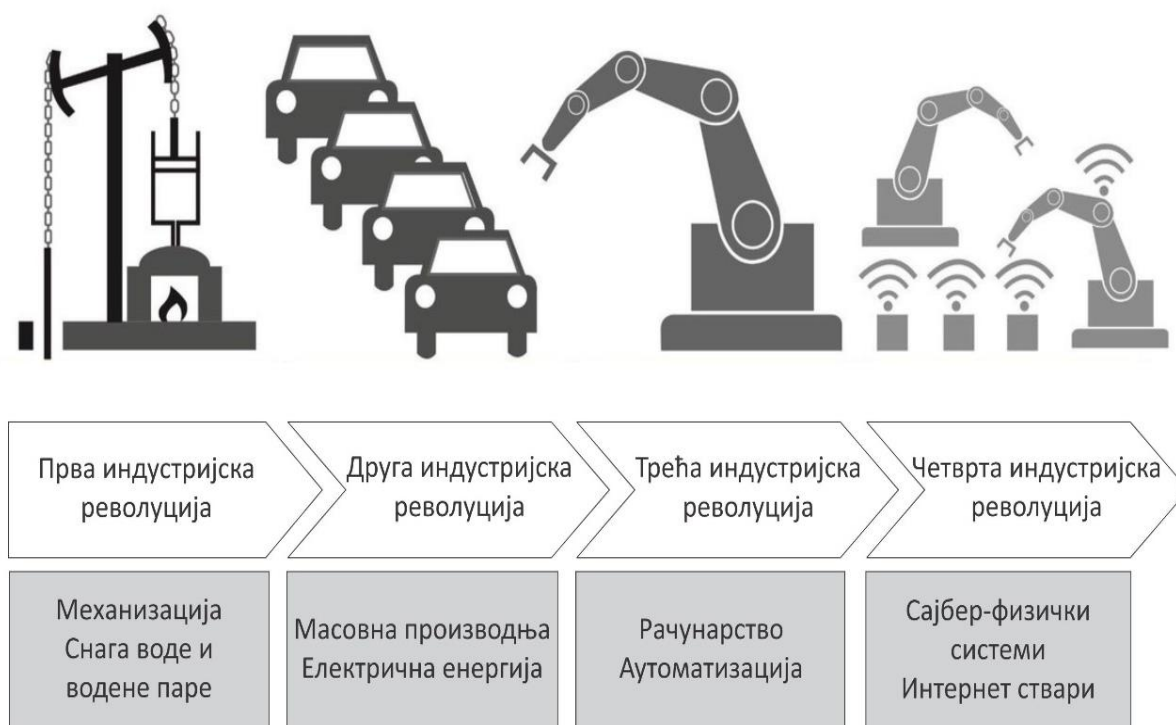 Прва индустријска
револуција
Друга индустријска
револуција
Трећа индустријска
револуција
Четврта индустријска
револуција
Механизација
Снага воде и
водене паре
Масовна производња
Електрична енергија
Рачунарство
Аутоматизација
Сајбер-физички
системи
Интернет ствари